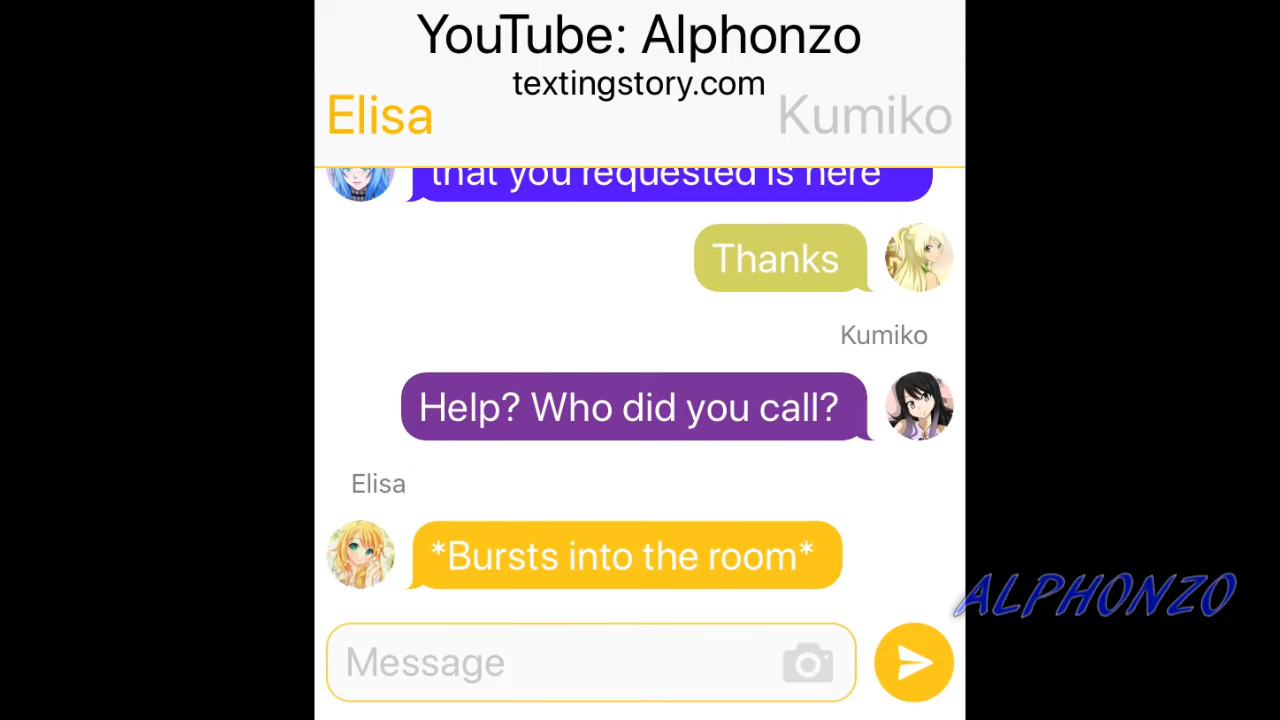 YouTube: Alphonzo
textingstory.com
Elisa Kumiko
that you requested is here
Thanks
Kumiko
Help? Who did you call?
Elisa
*Bursts into the room*
ALPHONZO
Message